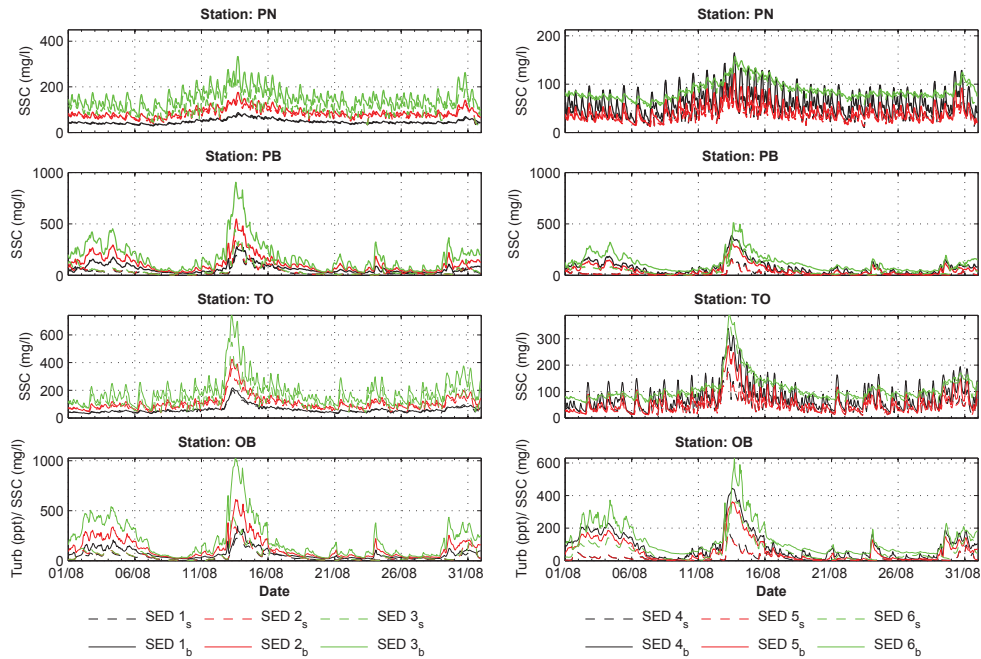 Station: PN
SSC (mg/l)
400
200
0
Station: PB
SSC (mg/l)
1000
500
0
Station: TO
SSC (mg/l)
600
400
200
0
Station: OB
Turb (ppt)/ SSC (mg/l)
1000
500
0
01/08 06/08 11/08 16/08 21/08 26/08 31/08
Date
SED 1s SED 2s SED 3s
SED 1b SED 2b SED 3b
Station: PN
SSC (mg/l)
200
100
0
Station: PB
SSC (mg/l)
1000
500
0
Station: TO
SSC (mg/l)
300
200
100
0
Station: OB
Turb (ppt)/ SSC (mg/l)
600
400
200
0
01/08 06/08 11/08 16/08 21/08 26/08 31/08
Date
SED 4s SED 5s SED 6s
SED 4b SED 5b SED 6b